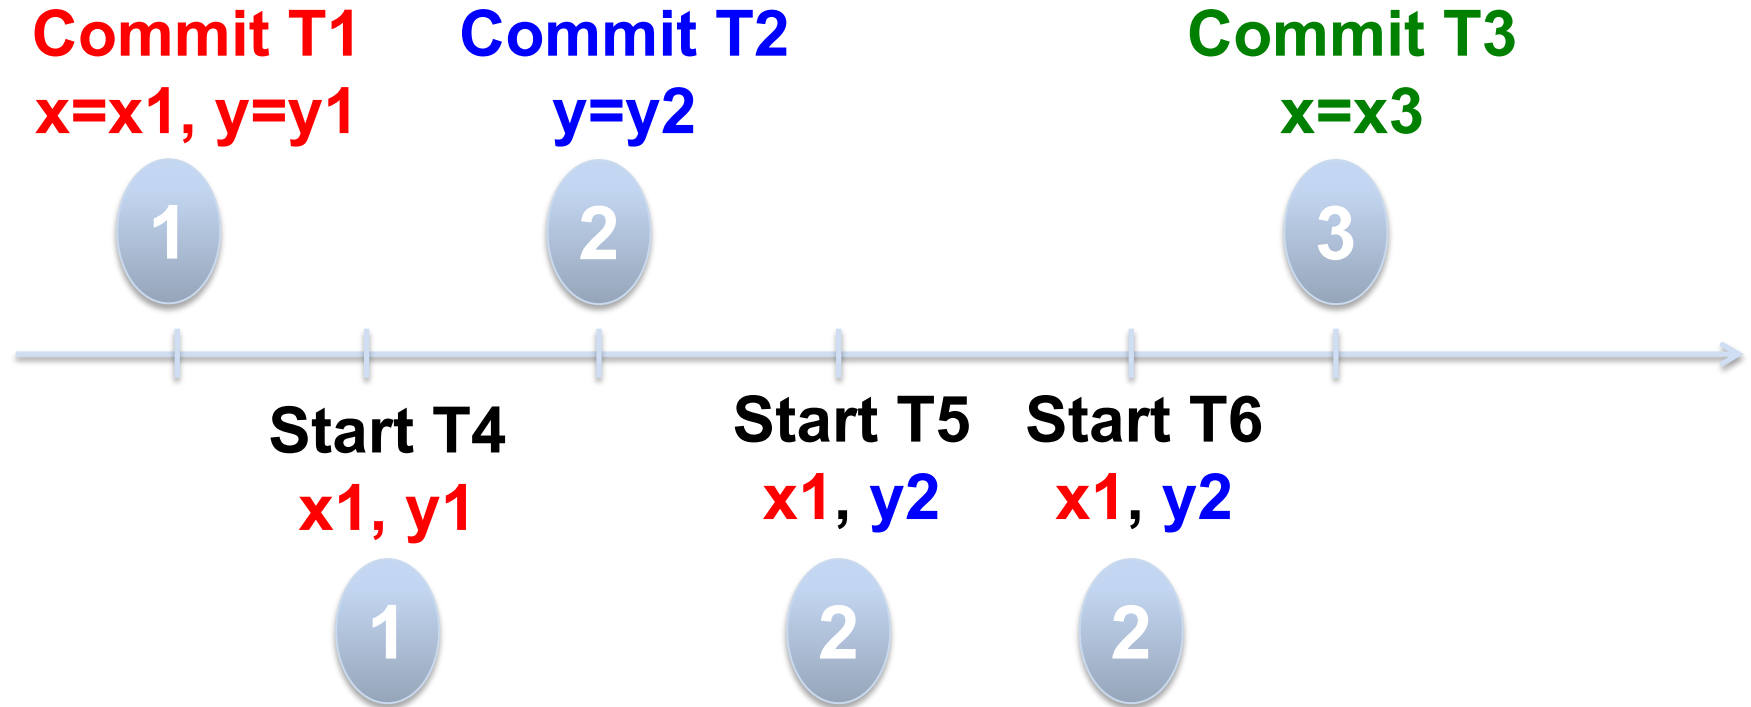 Commit T1
x=x1, y=y1
1
Commit T2
y=y2
2
Commit T3
x=x3
3
Start T4
x1, y1
1
Start T5
x1, y2
2
Start T6
x1, y2
2